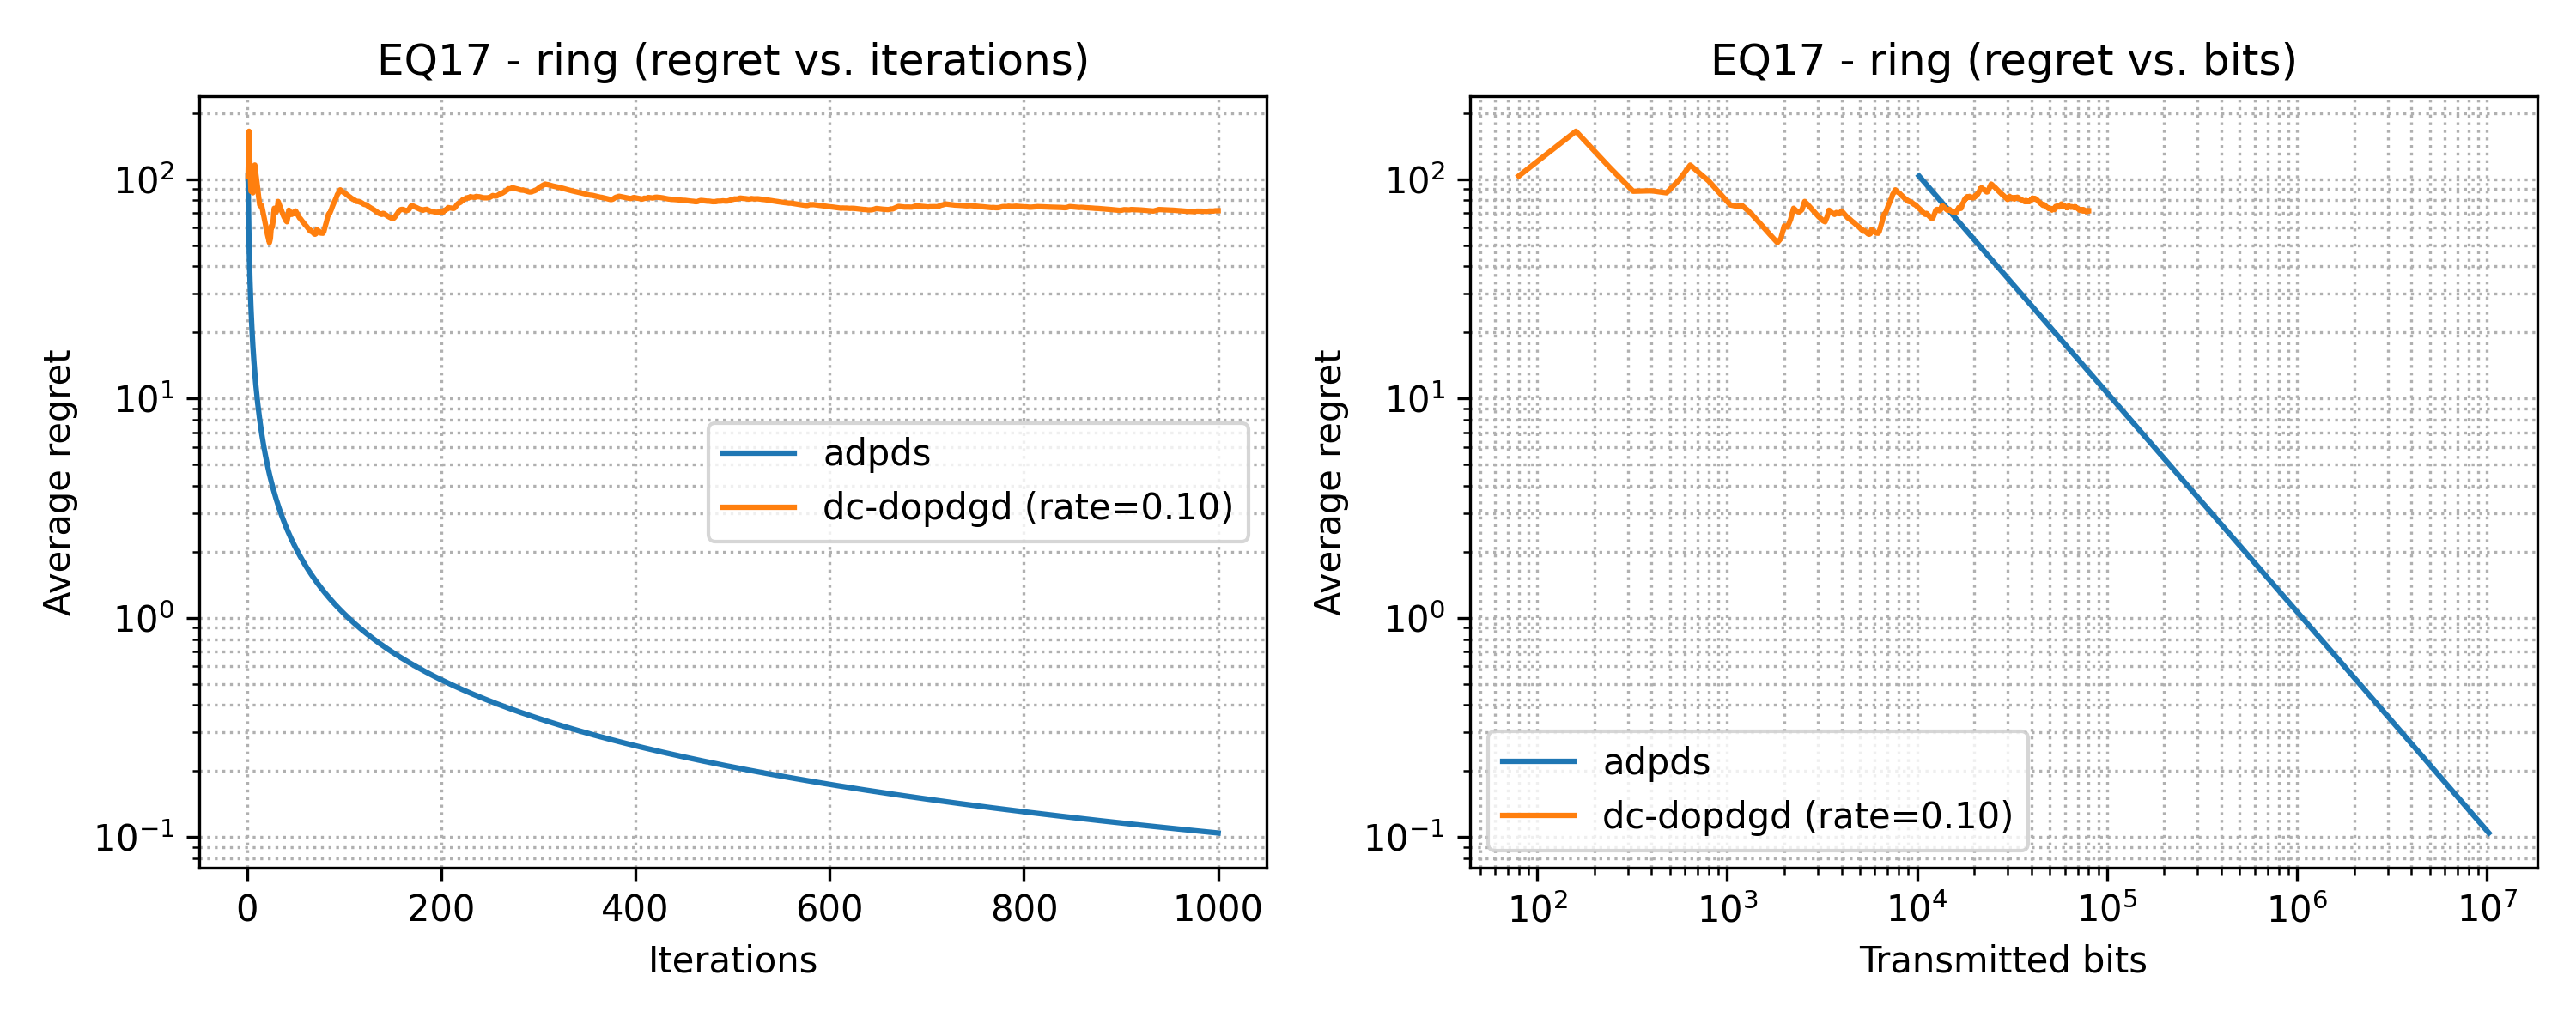 EQ17 - ring (regret vs. iterations)
Average regret
10²
10¹
10⁰
10⁻¹
adpds
dc-dopdgd (rate=0.10)
0 200 400 600 800 1000
Iterations
EQ17 - ring (regret vs. bits)
Average regret
10²
10¹
10⁰
10⁻¹
adpds
dc-dopdgd (rate=0.10)
10² 10³ 10⁴ 10⁵ 10⁶ 10⁷
Transmitted bits